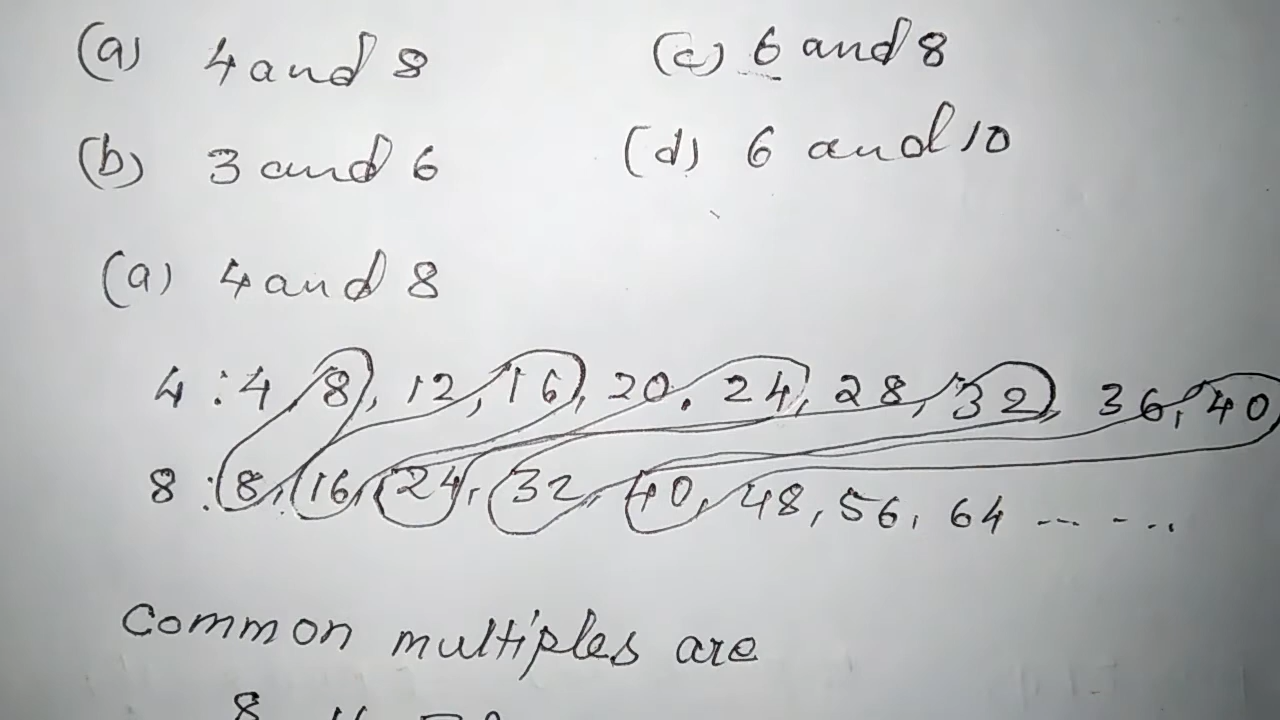 (a) 4 and 8 (c) 6 and 8
(b) 3 and 6 (d) 6 and 10
(a) 4 and 8
4 : 4, 8, 12, 16, 20, 24, 28, 32, 36, 40
8 : 8, 16, 24, 32, 40, 48, 56, 64 ......
Common multiples are
8